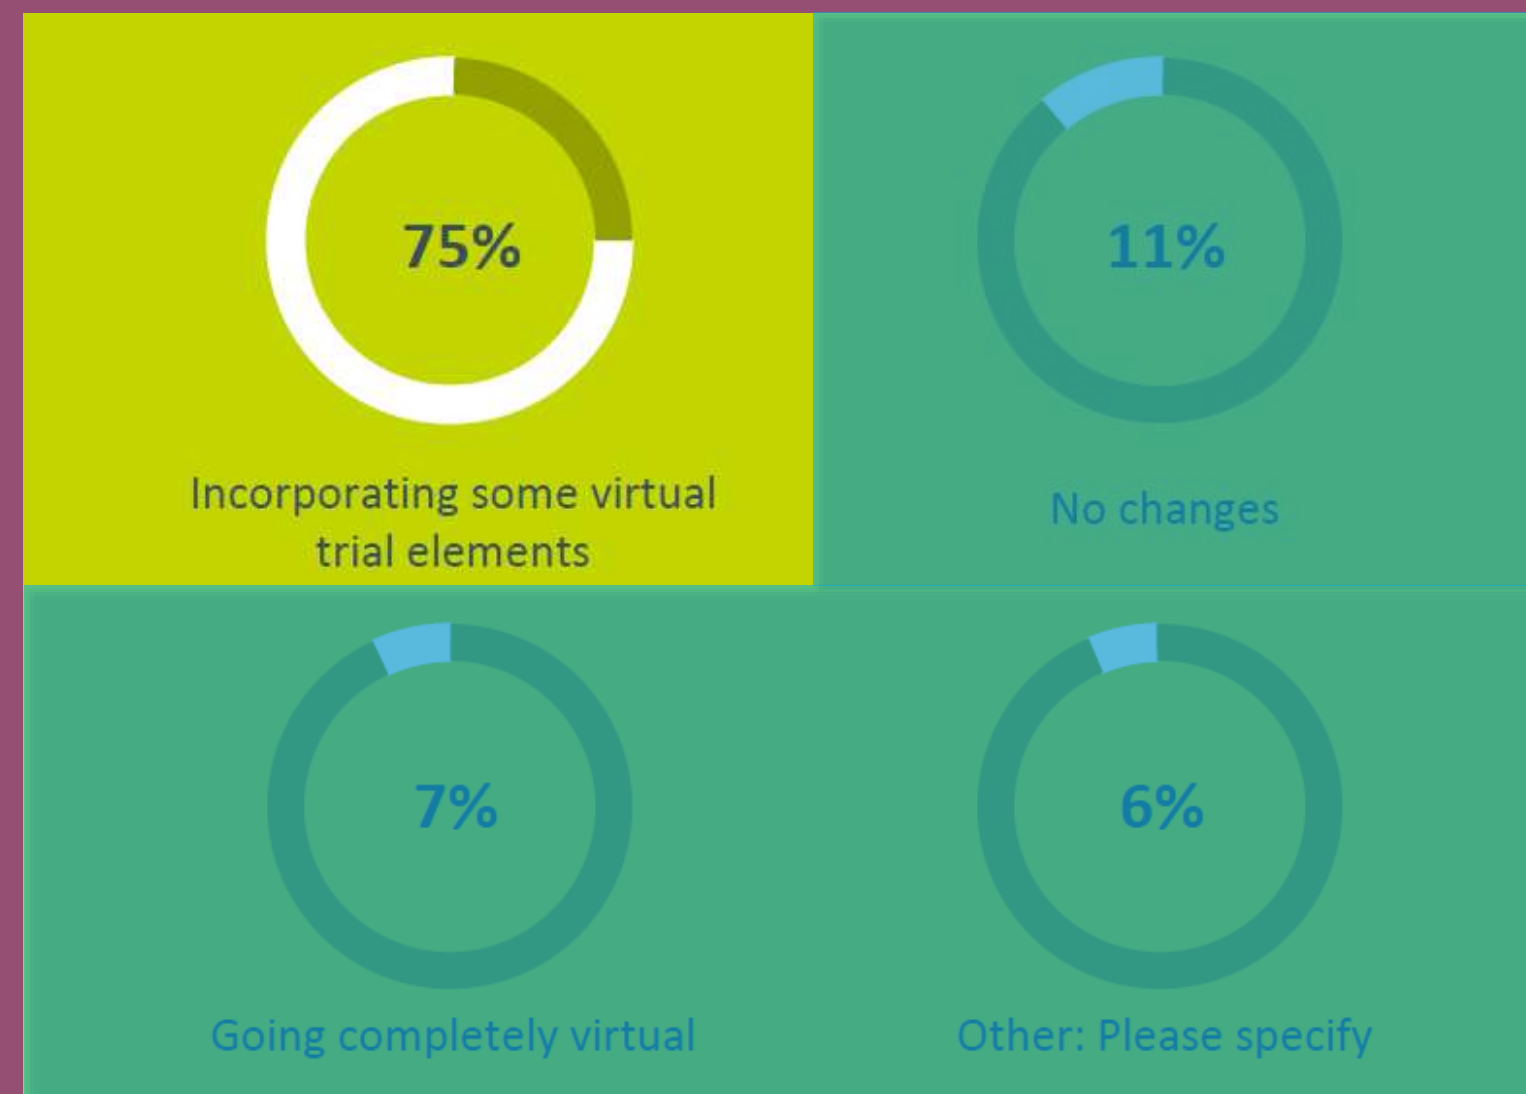 75%
Incorporating some virtual
trial elements
11%
No changes
7%
Going completely virtual
6%
Other: Please specify